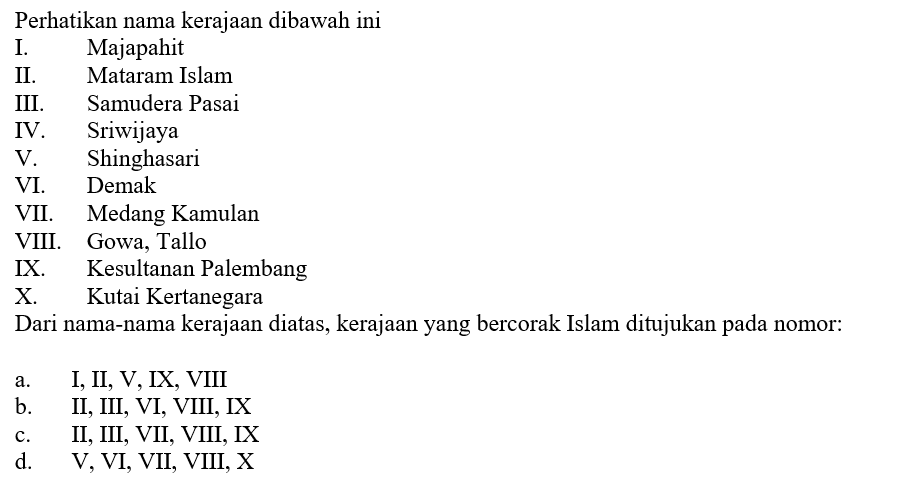 Perhatikan nama kerajaan dibawah ini
I. Majapahit
II. Mataram Islam
III. Samudera Pasai
IV. Sriwijaya
V. Shinghasari
VI. Demak
VII. Medang Kamulan
VIII. Gowa, Tallo
IX. Kesultanan Palembang
X. Kutai Kertanegara
Dari nama-nama kerajaan diatas, kerajaan yang bercorak Islam ditujukan pada nomor:
a. I, II, V, IX, VIII
b. II, III, VI, VIII, IX
c. II, III, VII, VIII, IX
d. V, VI, VII, VIII, X